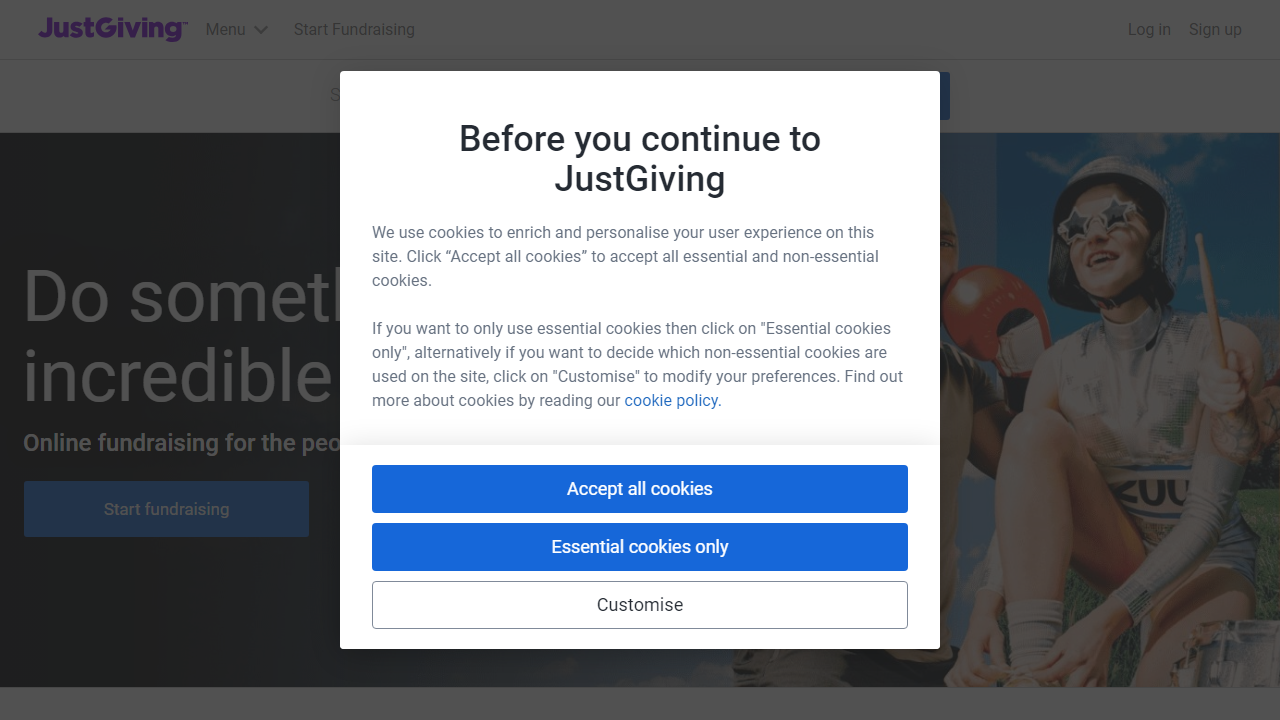 JustGiving™ Menu Start Fundraising Log in Sign up
S
Before you continue to
JustGiving
We use cookies to enrich and personalise your user experience on this
site. Click “Accept all cookies” to accept all essential and non-essential
cookies.
If you want to only use essential cookies then click on "Essential cookies
only", alternatively if you want to decide which non-essential cookies are
used on the site, click on "Customise" to modify your preferences. Find out
more about cookies by reading our cookie policy.
Accept all cookies
Essential cookies only
Customise
Do somet
incredible
Online fundraising for the peo
Start fundraising